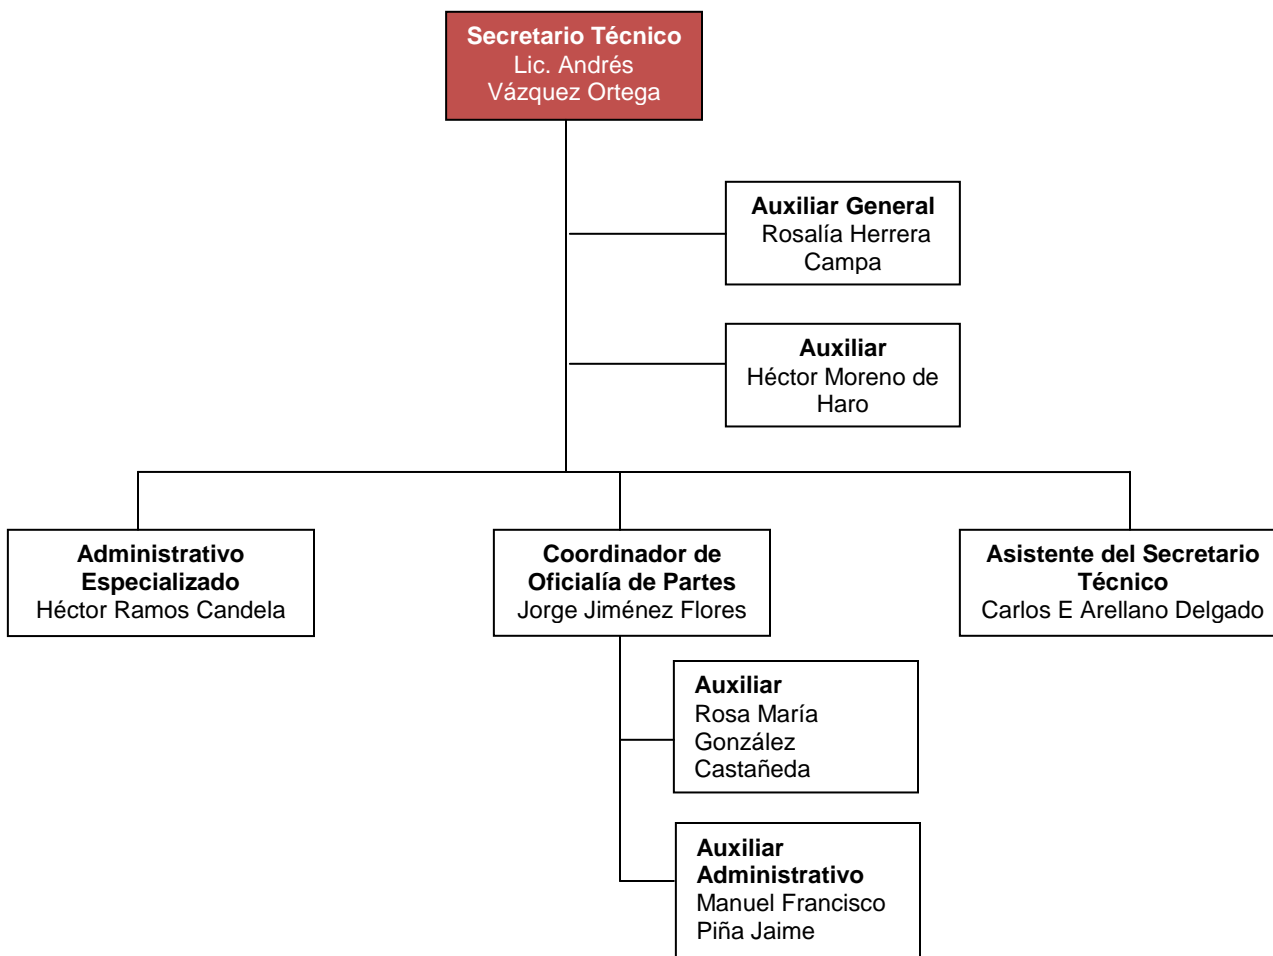 Secretario Técnico
Lic. Andrés
Vázquez Ortega
Auxiliar General
Rosalía Herrera
Campa
Auxiliar
Héctor Moreno de
Haro
Administrativo
Especializado
Héctor Ramos Candela
Coordinador de
Oficialía de Partes
Jorge Jiménez Flores
Asistente del Secretario
Técnico
Carlos E Arellano Delgado
Auxiliar
Rosa María
González
Castañeda
Auxiliar
Administrativo
Manuel Francisco
Piña Jaime